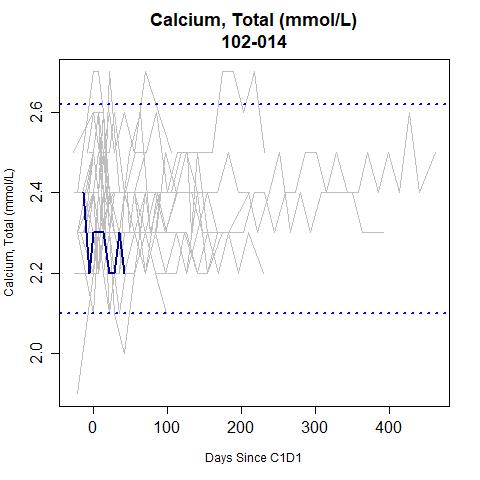 Calcium, Total (mmol/L)
102-014
Calcium, Total (mmol/L)
2.6
2.4
2.2
2.0
0 100 200 300 400
Days Since C1D1